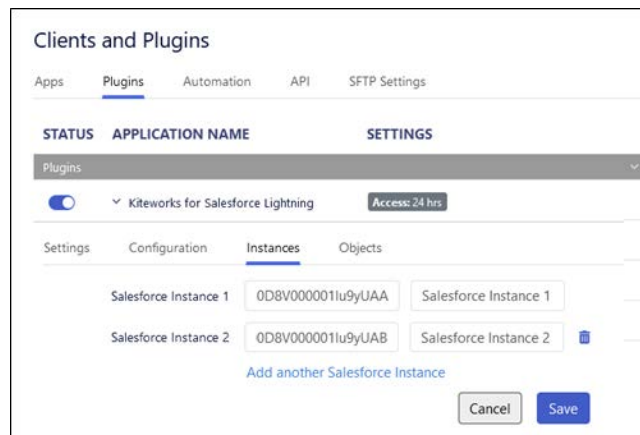 Clients and Plugins
Apps Plugins Automation API SFTP Settings
STATUS APPLICATION NAME SETTINGS
Plugins
Kiteworks for Salesforce Lightning Access: 24 hrs
Settings Configuration Instances Objects
Salesforce Instance 1 0D8V000001Iu9yUAA Salesforce Instance 1
Salesforce Instance 2 0D8V000001Iu9yUAB Salesforce Instance 2
Add another Salesforce Instance
Cancel Save